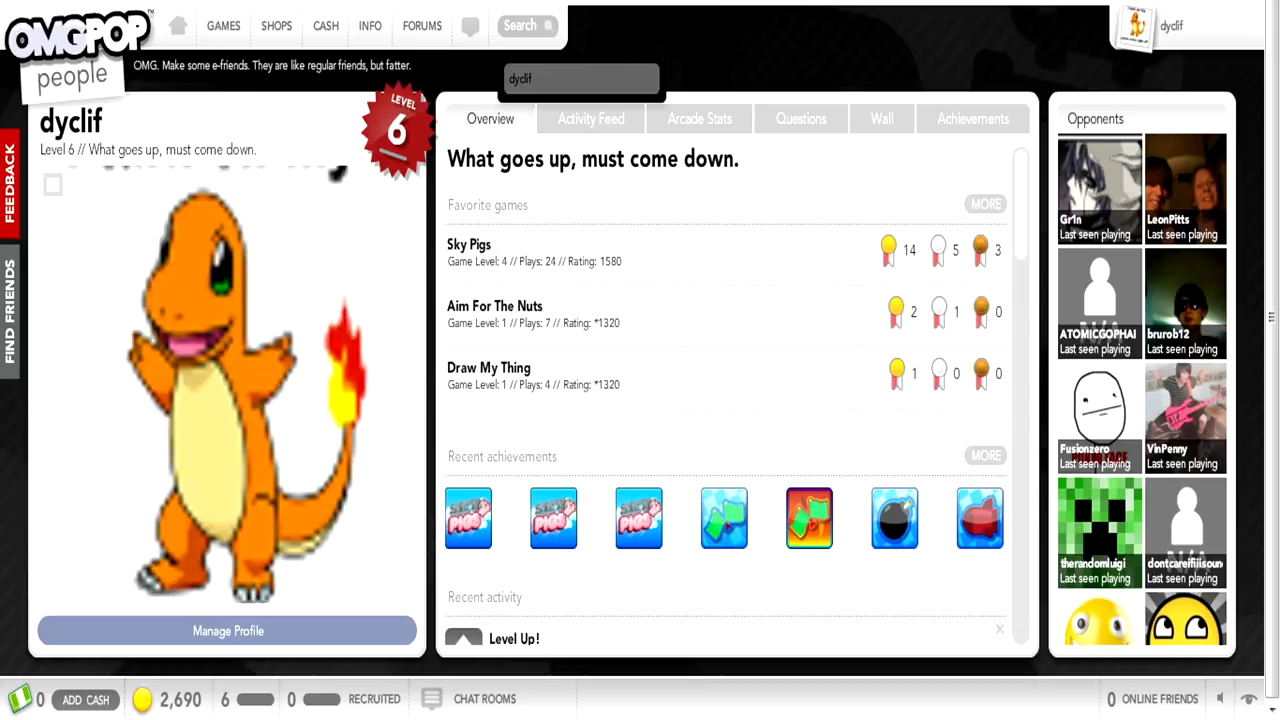 OMGPOP
people
GAMES
SHOPS
CASH
INFO
FORUMS
Search
dyclif
OMG. Make some e-friends. They are like regular friends, but fatter.
dyclif
FEEDBACK
FIND FRIENDS
dyclif
Level 6 // What goes up, must come down.
LEVEL
6
Manage Profile
Overview
Activity Feed
Arcade Stats
Questions
Wall
Achievements
What goes up, must come down.
Favorite games
MORE
Sky Pigs
14 5 3
Game Level: 4 // Plays: 24 // Rating: 1580
Aim For The Nuts
2 1 0
Game Level: 1 // Plays: 7 // Rating: *1320
Draw My Thing
1 0 0
Game Level: 1 // Plays: 4 // Rating: *1320
Recent achievements
MORE
SKY PIGS
SKY PIGS
SKY PIGS
Recent activity
Level Up!
x
Opponents
Gr1n
Last seen playing
LeonPitts
Last seen playing
ATOMICGOPHAI
Last seen playing
brurob12
Last seen playing
Fusionzero
Last seen playing
VinPenny
Last seen playing
therandomluigi
Last seen playing
dontcareifiiisoun
Last seen playing
0
ADD CASH
2,690
6
0
RECRUITED
CHAT ROOMS
0 ONLINE FRIENDS